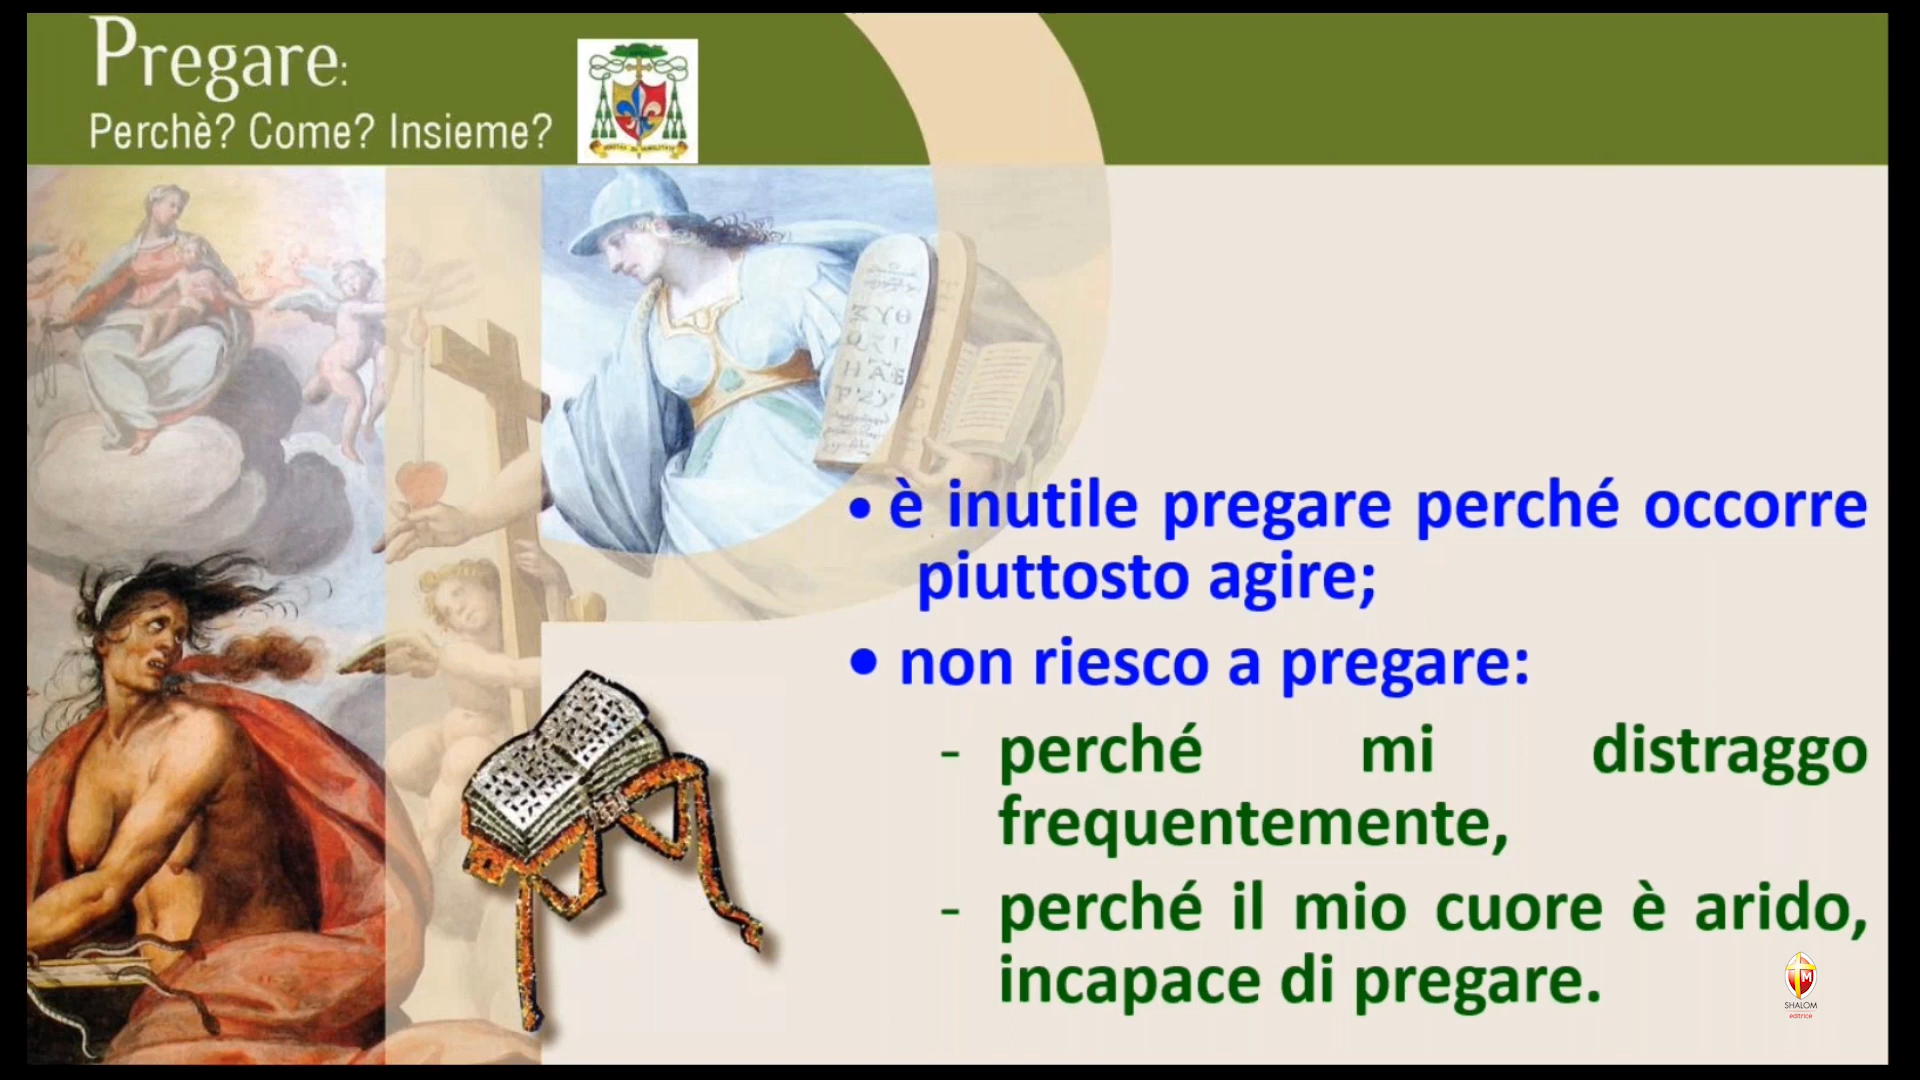 Pregare:
Perchè? Come? Insieme?
• è inutile pregare perché occorre
piuttosto agire;
• non riesco a pregare:
- perché mi distraggo
frequentemente,
- perché il mio cuore è arido,
incapace di pregare.
M
SHALOM
editrice